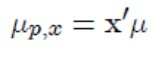 μ_{p,x} = x′μ